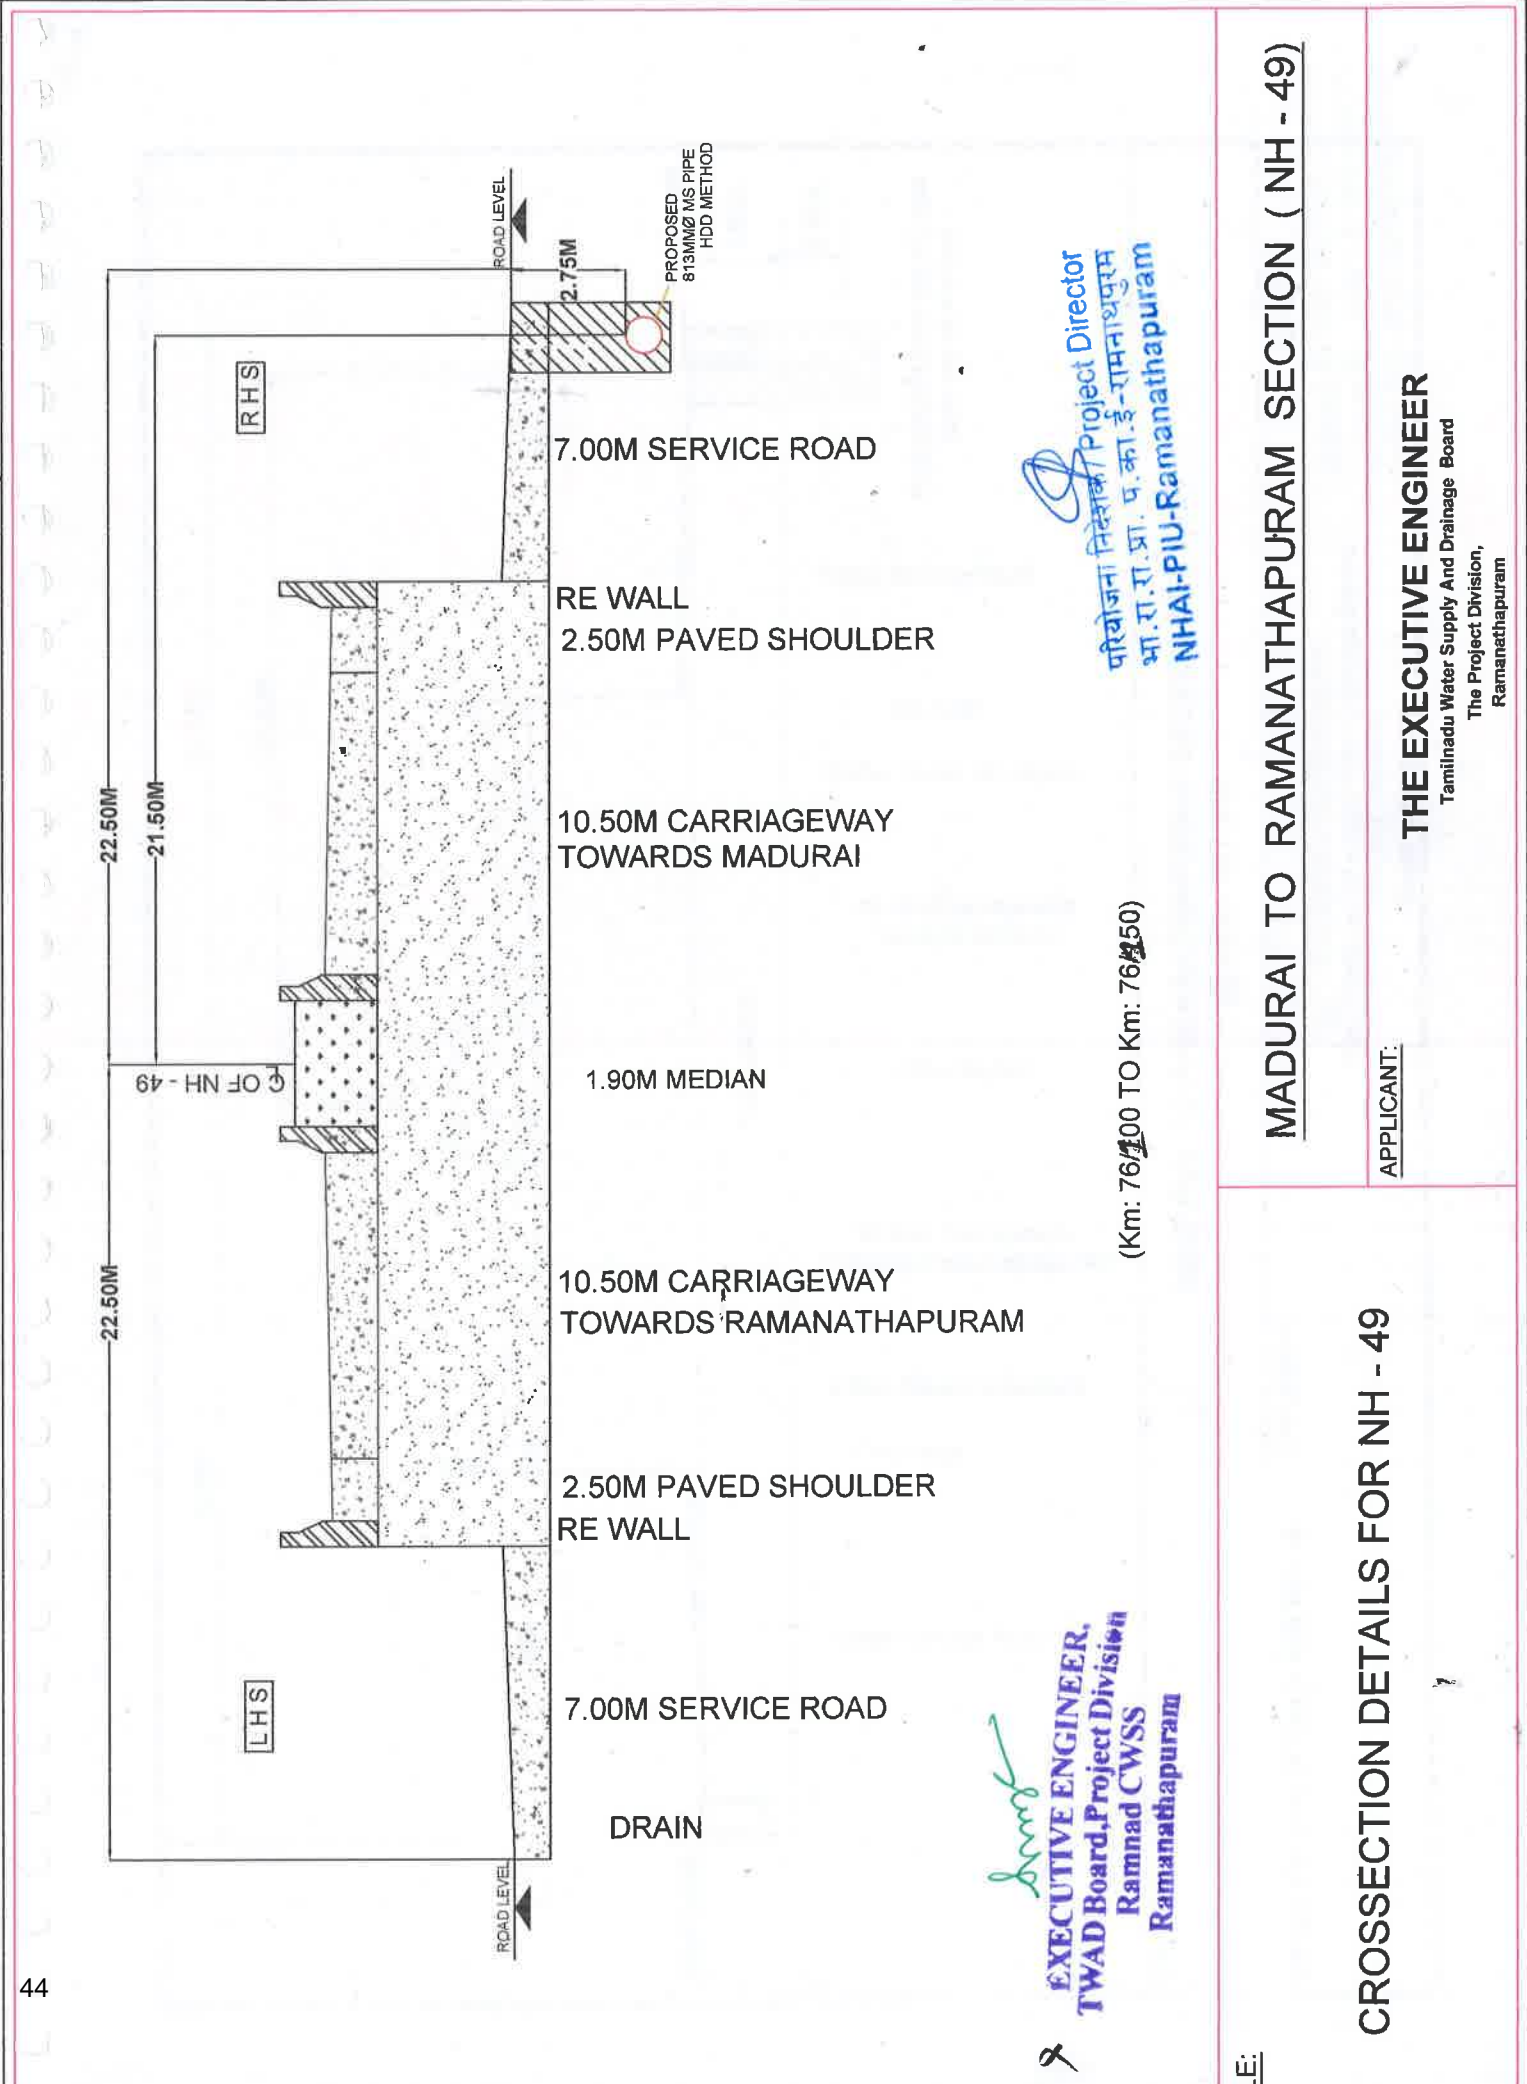 44
22.50M
22.50M
21.50M
℄ OF NH - 49
LHS
RHS
ROAD LEVEL
ROAD LEVEL
2.75M
PROPOSED
813MMØ MS PIPE
HDD METHOD
7.00M SERVICE ROAD
RE WALL
2.50M PAVED SHOULDER
10.50M CARRIAGEWAY
TOWARDS MADURAI
1.90M MEDIAN
10.50M CARRIAGEWAY
TOWARDS RAMANATHAPURAM
2.50M PAVED SHOULDER
RE WALL
7.00M SERVICE ROAD
DRAIN
(Km: 76/ 00 TO Km: 76/ 50)
EXECUTIVE ENGINEER,
TWAD Board,Project Division
Ramnad CWSS
Ramanathapuram
परियोजना निदेशक/Project Director
भा.रा.रा.प्रा. प.का.ई-रामनाथपुरम
NHAI-PIU-Ramanathapuram
E:
CROSSECTION DETAILS FOR NH - 49
MADURAI TO RAMANATHAPURAM SECTION ( NH - 49)
APPLICANT:
THE EXECUTIVE ENGINEER
Tamilnadu Water Supply And Drainage Board
The Project Division,
Ramanathapuram